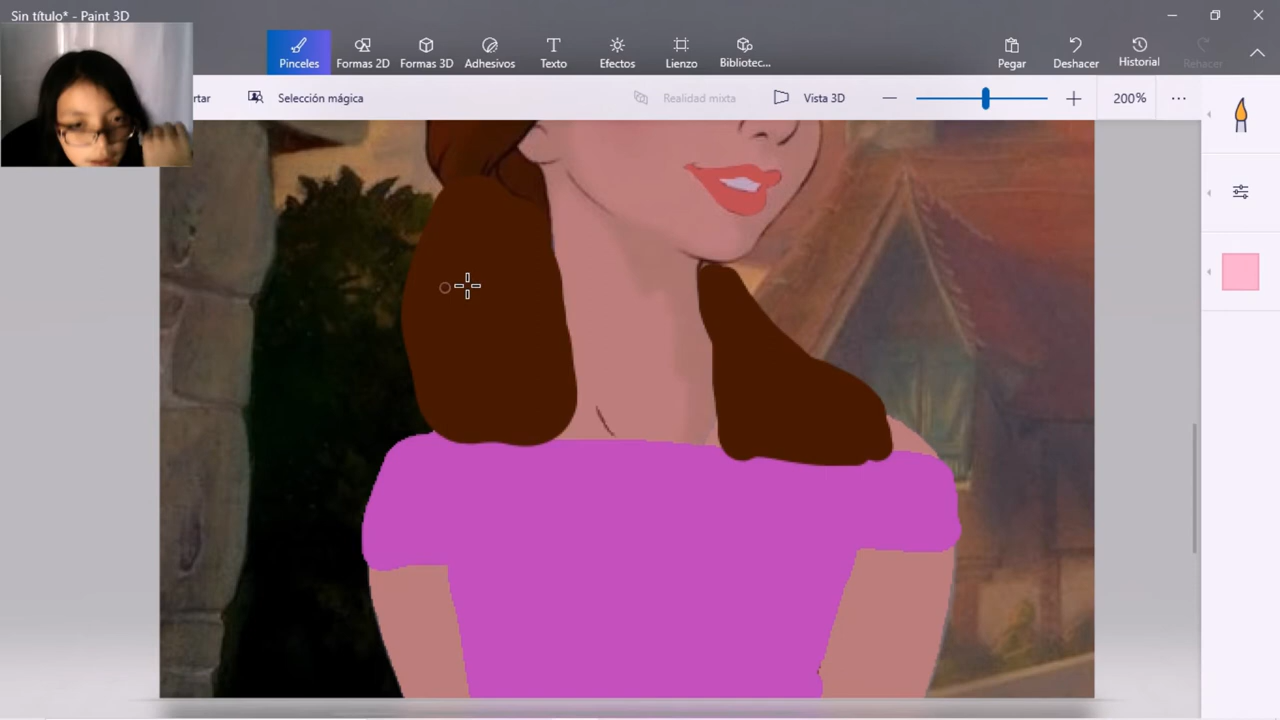 Sin título* - Paint 3D
Pinceles
Formas 2D
Formas 3D
Adhesivos
Texto
Efectos
Lienzo
Bibliotec...
Pegar
Deshacer
Historial
Rehacer
rtar
Selección mágica
Realidad mixta
Vista 3D
200%